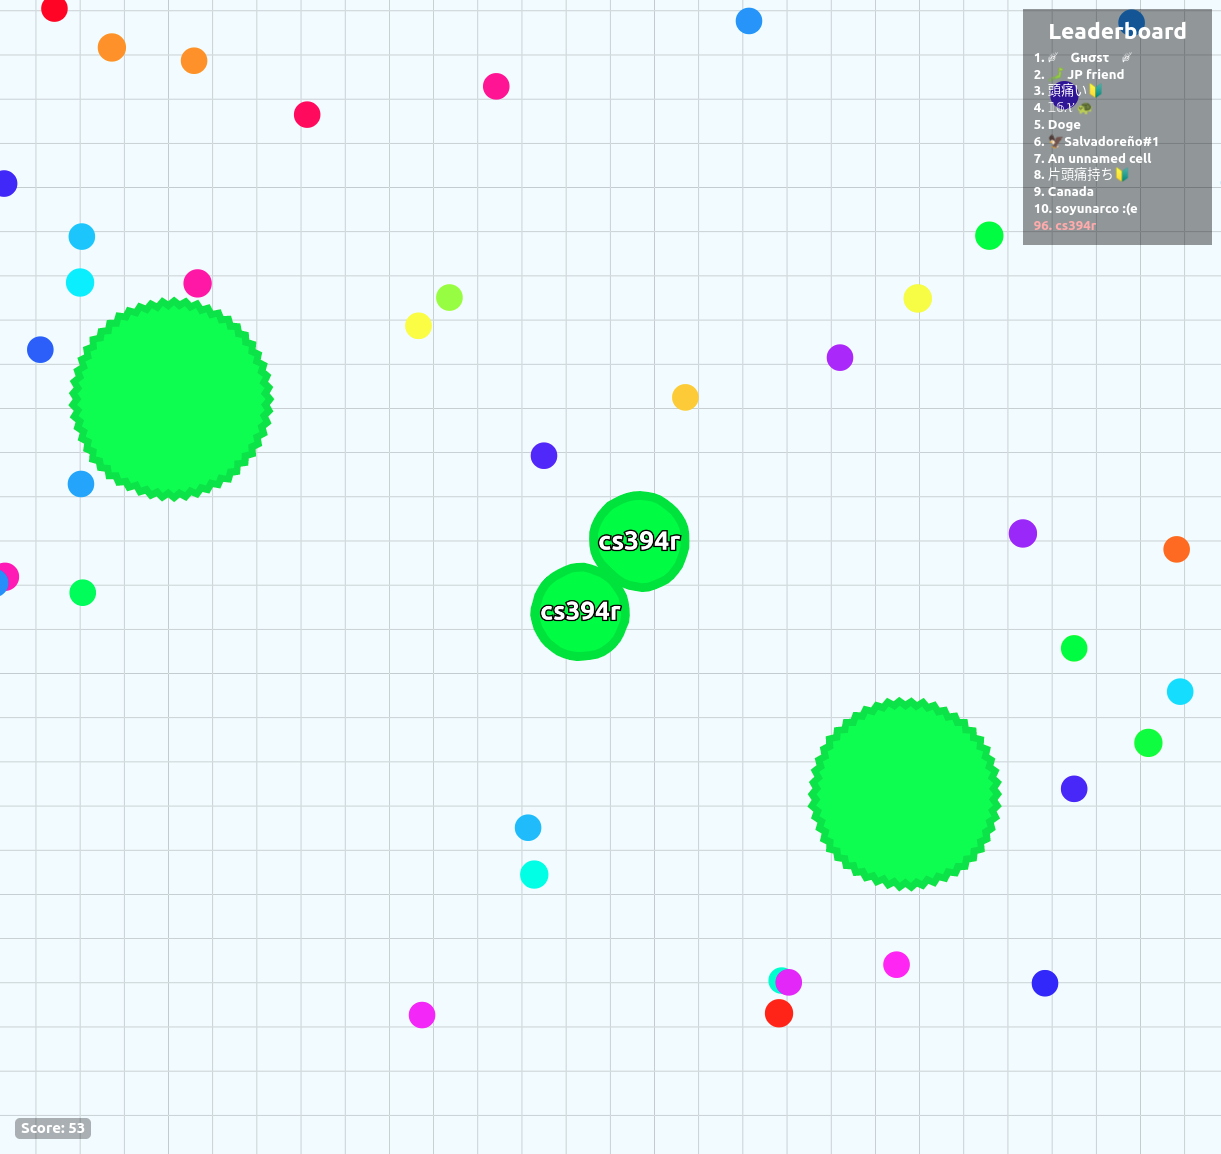 Leaderboard
1. Gʜσsτ
2. 🐛JP friend
3. 頭痛い🔰
5. Doge
6. 🦅Salvadoreño#1
7. An unnamed cell
8. 片頭痛持ち🔰
9. Canada
10. soyunarco :(e
96. cs394r
cs394r
cs394r
Score: 53